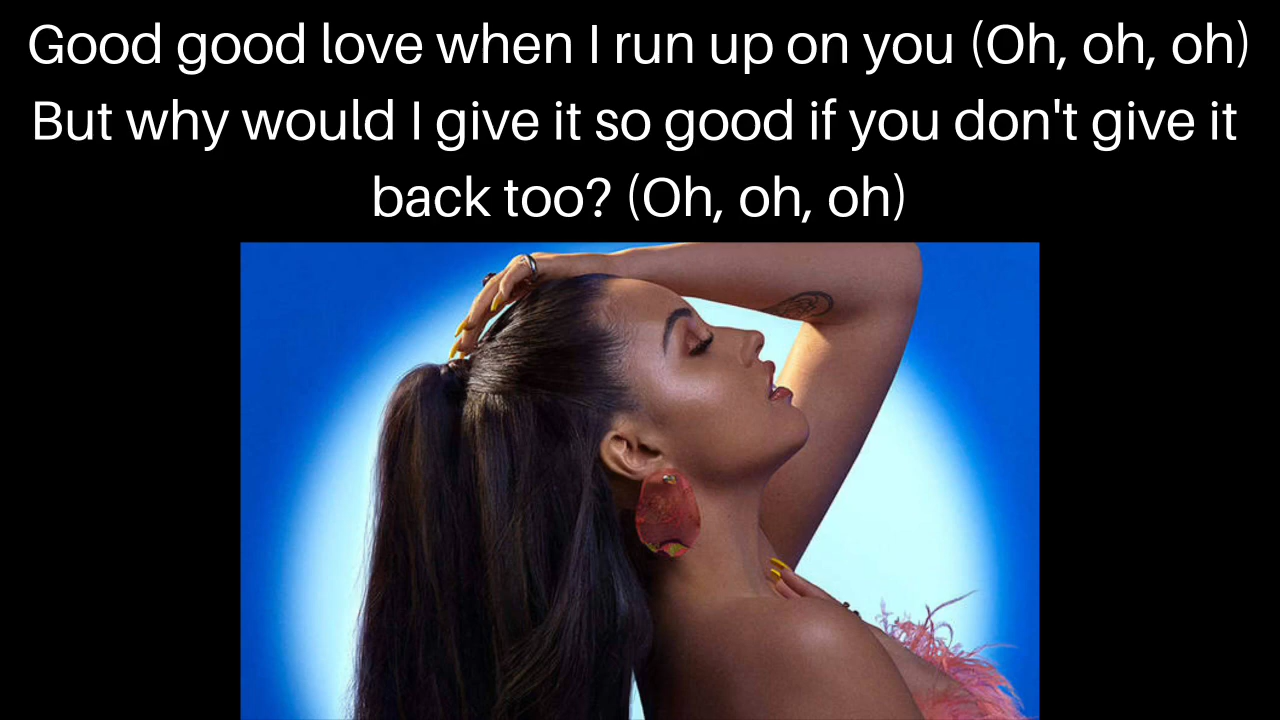 Good good love when I run up on you (Oh, oh, oh)
But why would I give it so good if you don't give it
back too? (Oh, oh, oh)